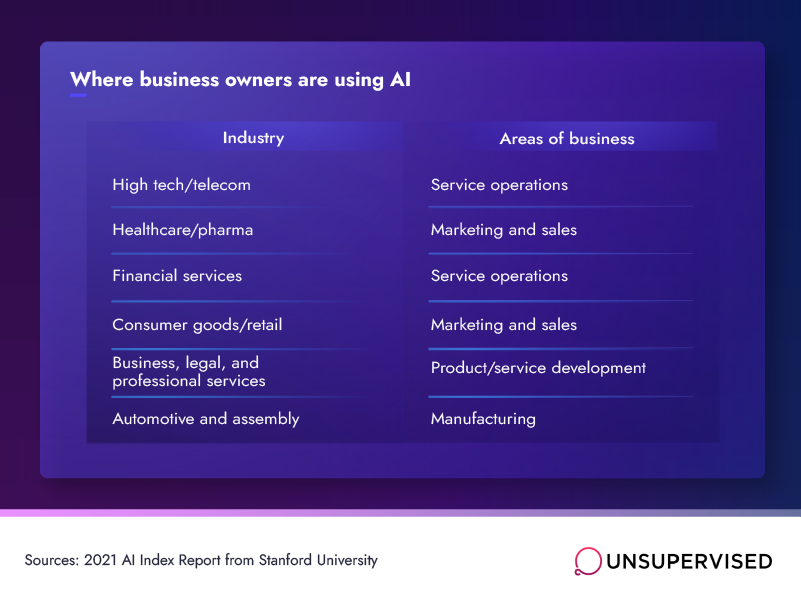 Where business owners are using AI
Industry
Areas of business
High tech/telecom
Service operations
Healthcare/pharma
Marketing and sales
Financial services
Service operations
Consumer goods/retail
Marketing and sales
Business, legal, and
professional services
Product/service development
Automotive and assembly
Manufacturing
Sources: 2021 AI Index Report from Stanford University
UNSUPERVISED